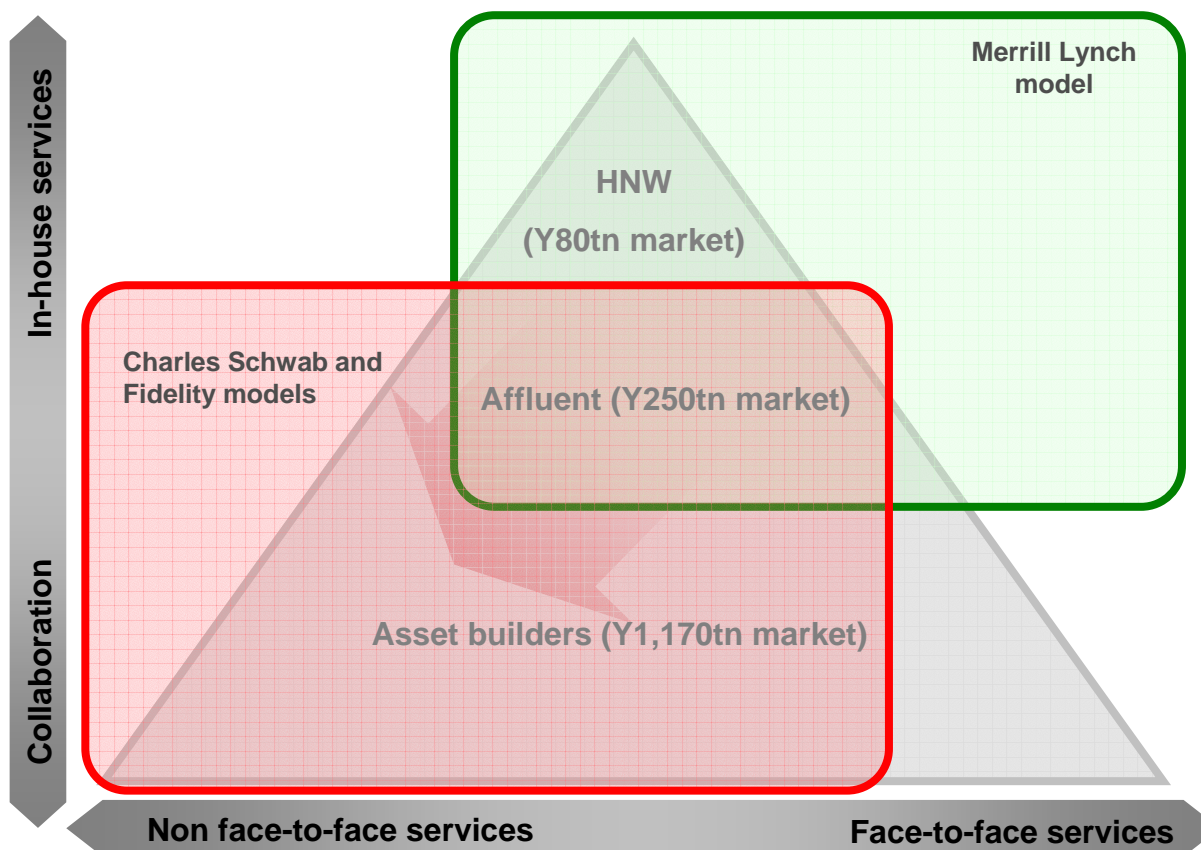 Merrill Lynch
model
In-house services
HNW
(Y80tn market)
Charles Schwab and
Fidelity models
Affluent (Y250tn market)
Collaboration
Asset builders (Y1,170tn market)
Non face-to-face services
Face-to-face services